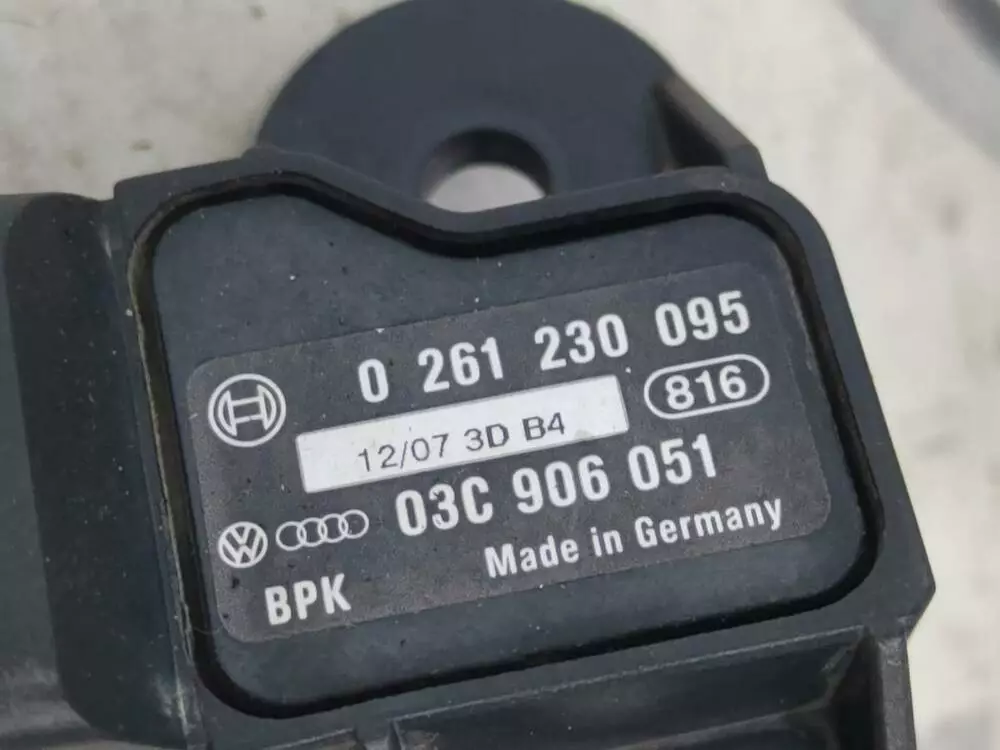 0 261 230 095
12/07 3D B4
816
03C 906 051
Made in Germany
BPK